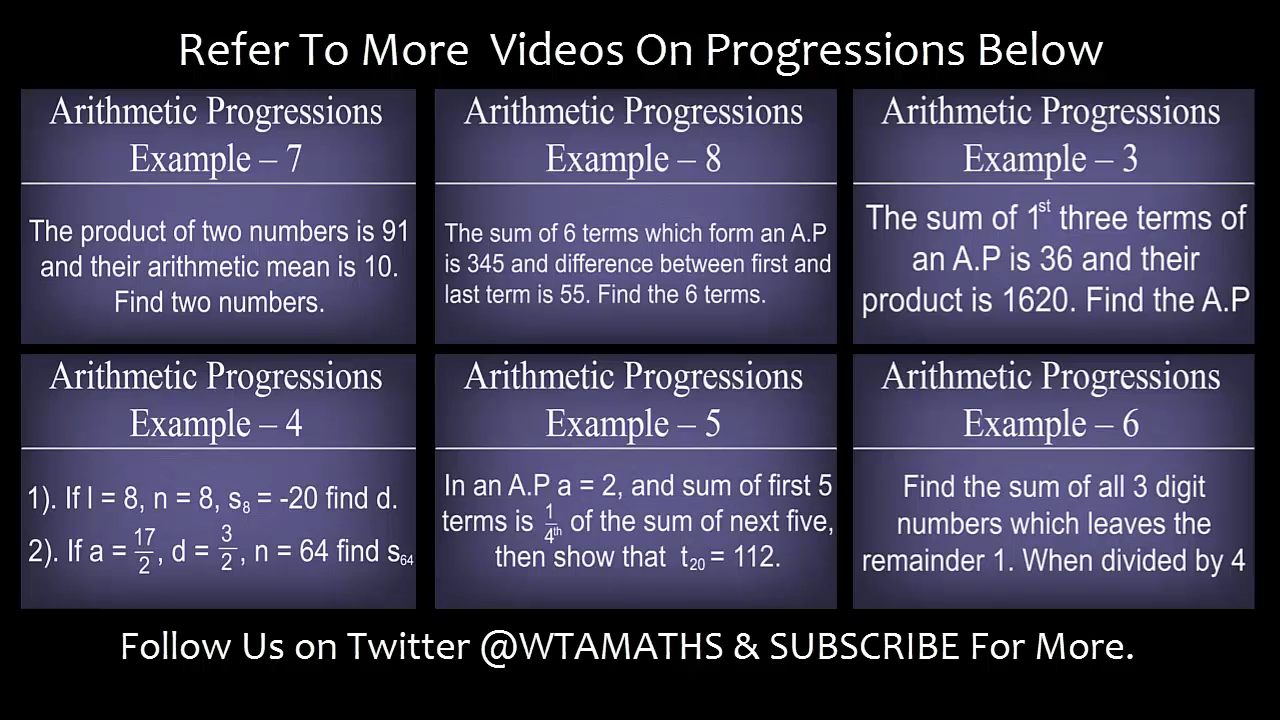 Refer To More Videos On Progressions Below
Arithmetic Progressions
Example – 7
The product of two numbers is 91
and their arithmetic mean is 10.
Find two numbers.
Arithmetic Progressions
Example – 8
The sum of 6 terms which form an A.P
is 345 and difference between first and
last term is 55. Find the 6 terms.
Arithmetic Progressions
Example – 3
The sum of 1st three terms of
an A.P is 36 and their
product is 1620. Find the A.P
Arithmetic Progressions
Example – 4
1). If l = 8, n = 8, s8 = -20 find d.
2). If a = 17/2, d = 3/2, n = 64 find s64
Arithmetic Progressions
Example – 5
In an A.P a = 2, and sum of first 5
terms is 1/4th of the sum of next five,
then show that t20 = 112.
Arithmetic Progressions
Example – 6
Find the sum of all 3 digit
numbers which leaves the
remainder 1. When divided by 4
Follow Us on Twitter @WTAMATHS & SUBSCRIBE For More.